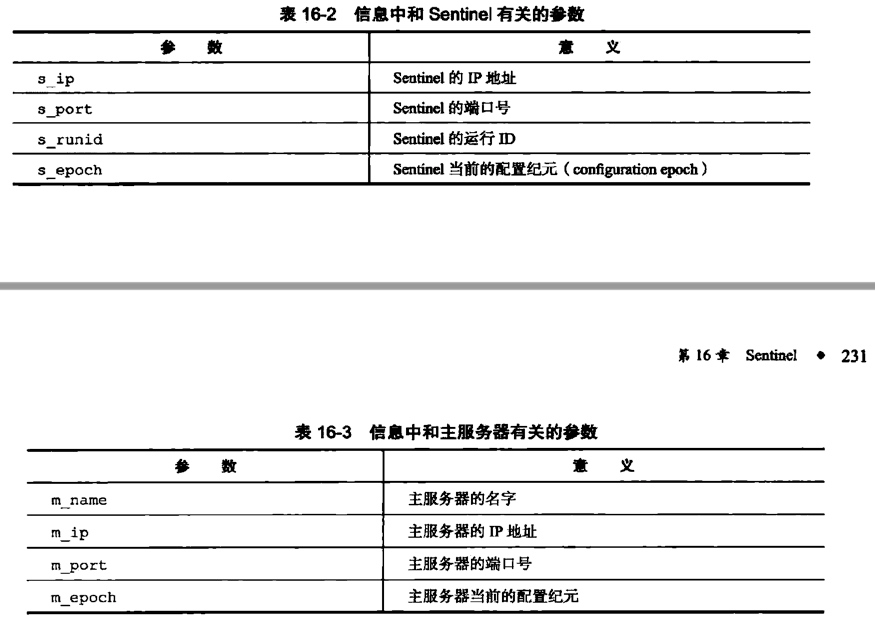 表 16-2 信息中和 Sentinel 有关的参数
参 数 意 义
s_ip Sentinel 的 IP 地址
s_port Sentinel 的端口号
s_runid Sentinel 的运行 ID
s_epoch Sentinel 当前的配置纪元（configuration epoch）
第 16 章 Sentinel ◆ 231
表 16-3 信息中和主服务器有关的参数
参 数 意 义
m_name 主服务器的名字
m_ip 主服务器的 IP 地址
m_port 主服务器的端口号
m_epoch 主服务器当前的配置纪元